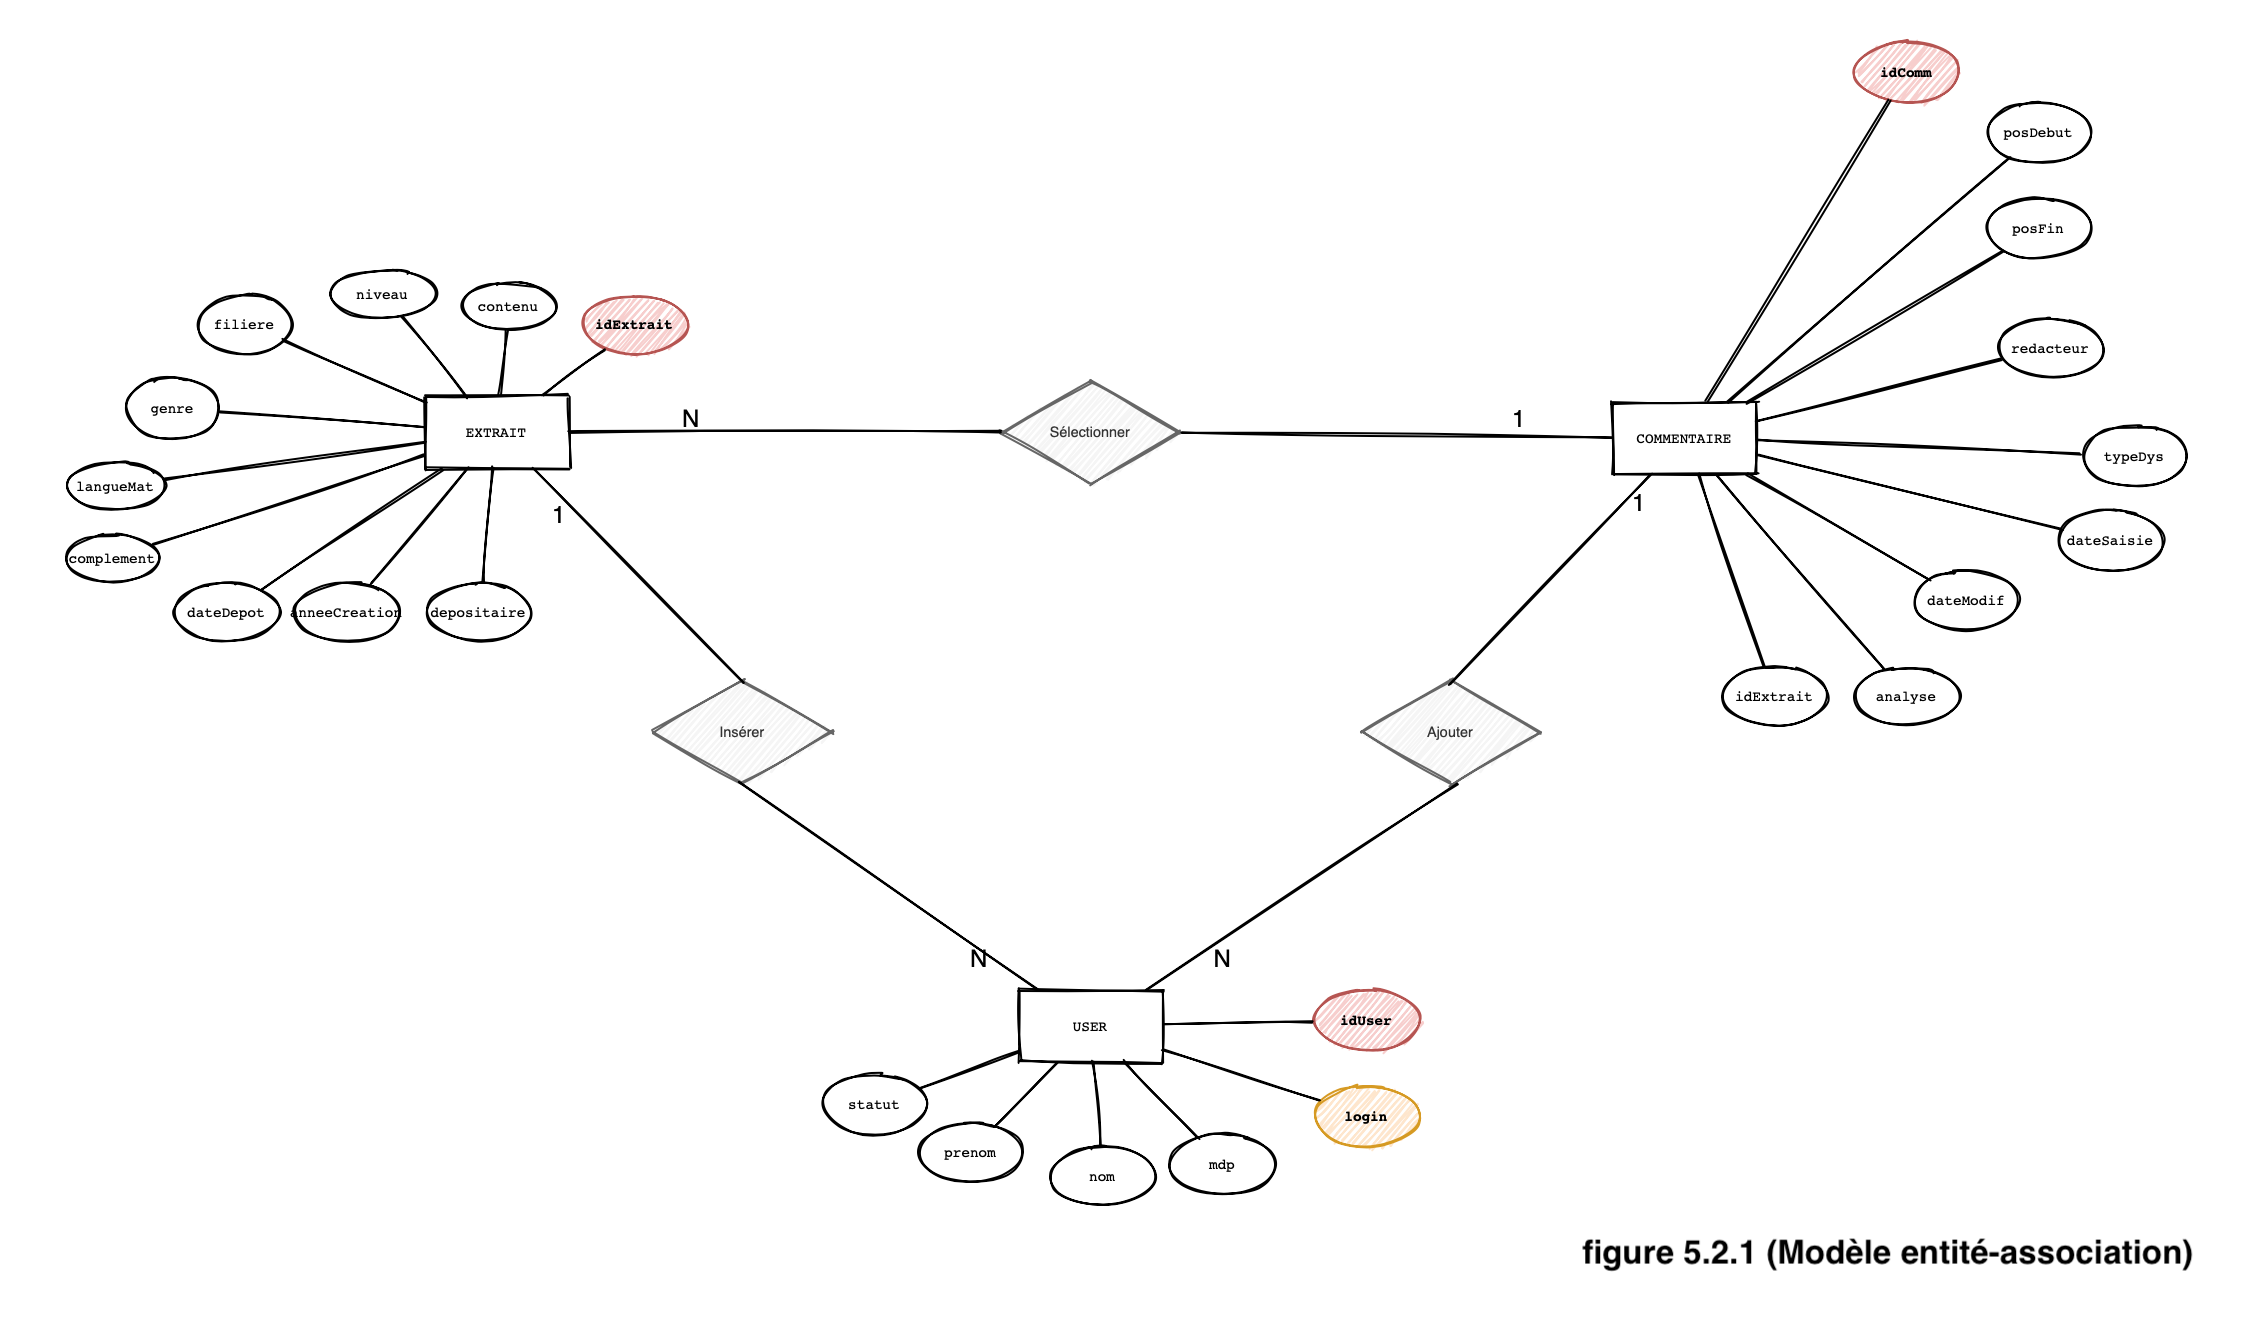 idComm
posDebut
posFin
niveau
contenu
filiere
idExtrait
redacteur
genre
N
1
EXTRAIT
Sélectionner
COMMENTAIRE
typeDys
langueMat
1
1
dateSaisie
complement
dateModif
dateDepot
anneeCreation
depositaire
idExtrait
analyse
Insérer
Ajouter
N
N
USER
idUser
statut
login
prenom
nom
mdp
figure 5.2.1 (Modèle entité-association)